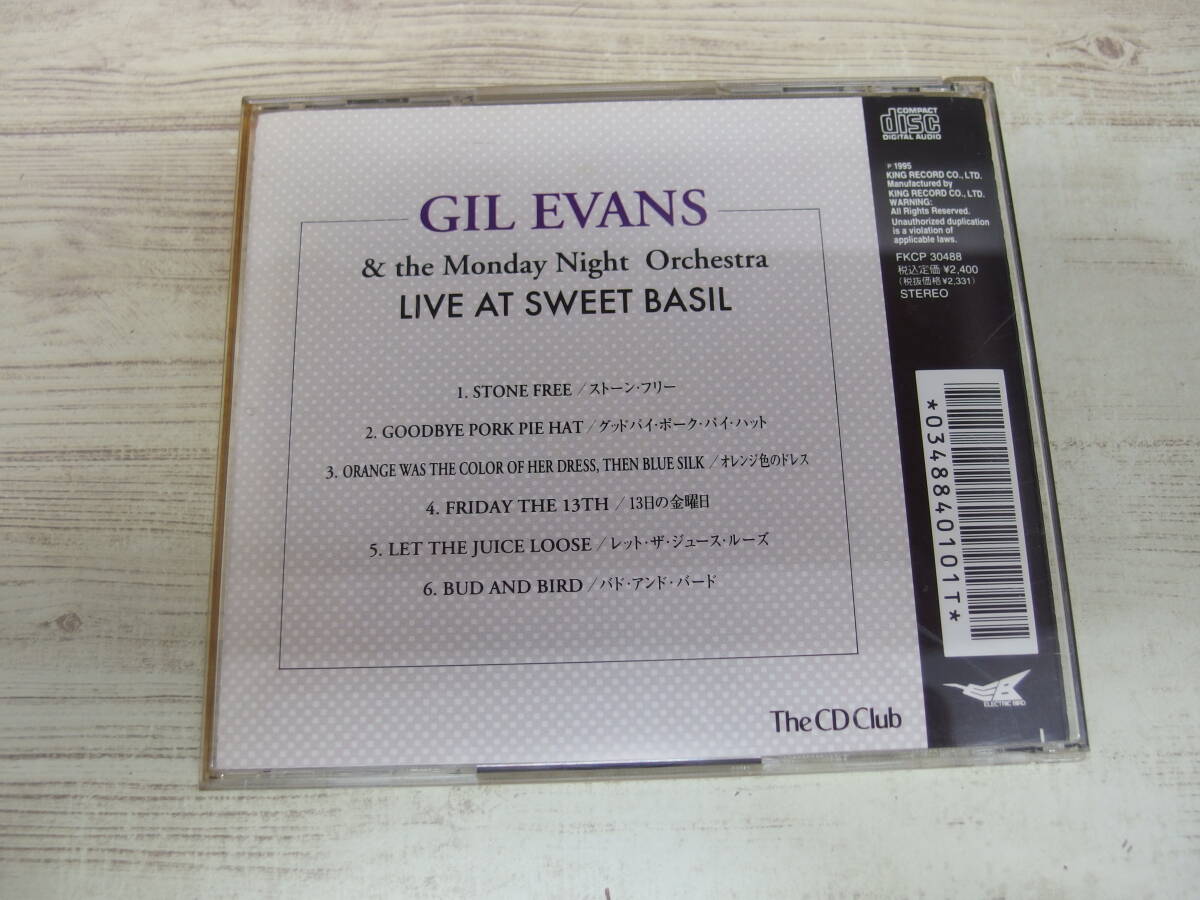 GIL EVANS
& the Monday Night Orchestra
LIVE AT SWEET BASIL
1. STONE FREE / ストーン・フリー
2. GOODBYE PORK PIE HAT / グッドバイ・ポーク・パイ・ハット
3. ORANGE WAS THE COLOR OF HER DRESS, THEN BLUE SILK / オレンジ色のドレス
4. FRIDAY THE 13TH / 13日の金曜日
5. LET THE JUICE LOOSE / レット・ザ・ジュース・ルーズ
6. BUD AND BIRD / バド・アンド・バード
The CD Club
COMPACT
disc
DIGITAL AUDIO
℗ 1995
KING RECORD CO., LTD.
Manufactured by
KING RECORD CO., LTD.
WARNING:
All Rights Reserved.
Unauthorized duplication
is a violation of
applicable laws.
FKCP 30488
税込定価 ¥2,400
(税抜価格¥2,331)
STEREO
*0348840101T*
EB
ELECTRIC BIRD